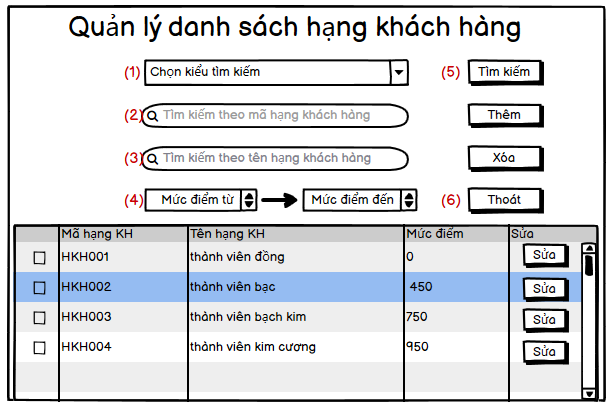 Quản lý danh sách hạng khách hàng
(1) Chọn kiểu tìm kiếm (5) Tìm kiếm
(2) Tìm kiếm theo mã hạng khách hàng Thêm
(3) Tìm kiếm theo tên hạng khách hàng Xóa
(4) Mức điểm từ Mức điểm đến (6) Thoát
Mã hạng KH Tên hạng KH Mức điểm Sửa
HKH001 thành viên đồng 0 Sửa
HKH002 thành viên bạc 450 Sửa
HKH003 thành viên bạch kim 750 Sửa
HKH004 thành viên kim cương 950 Sửa